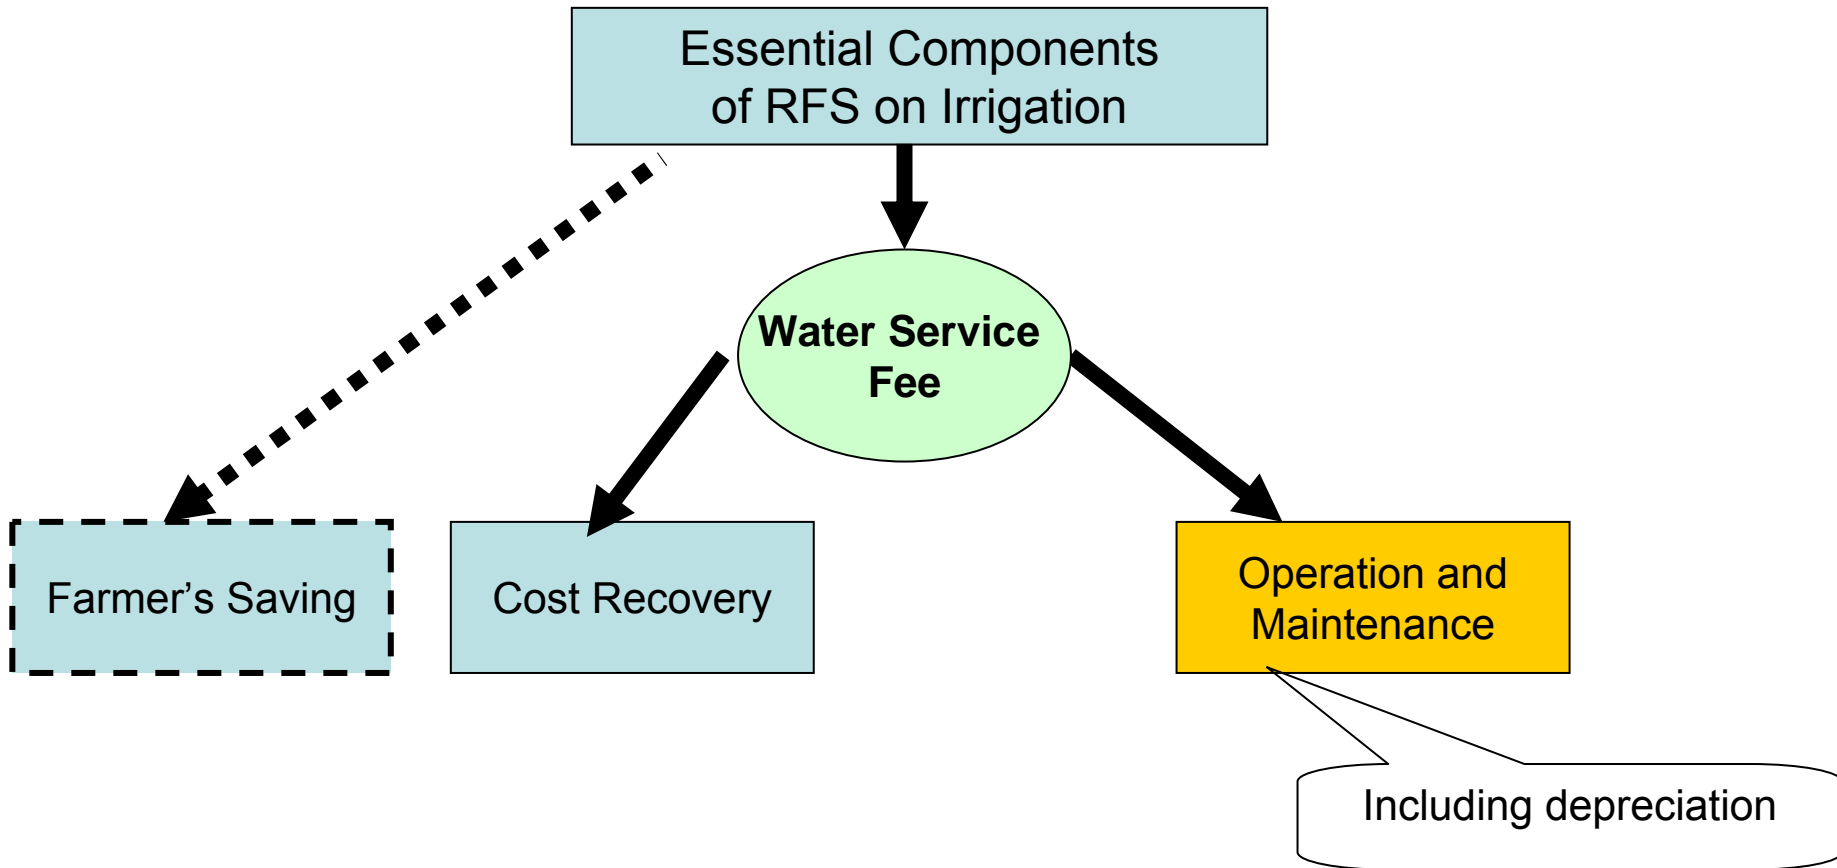 Essential Components
of RFS on Irrigation
Water Service
Fee
Farmer’s Saving
Cost Recovery
Operation and
Maintenance
Including depreciation